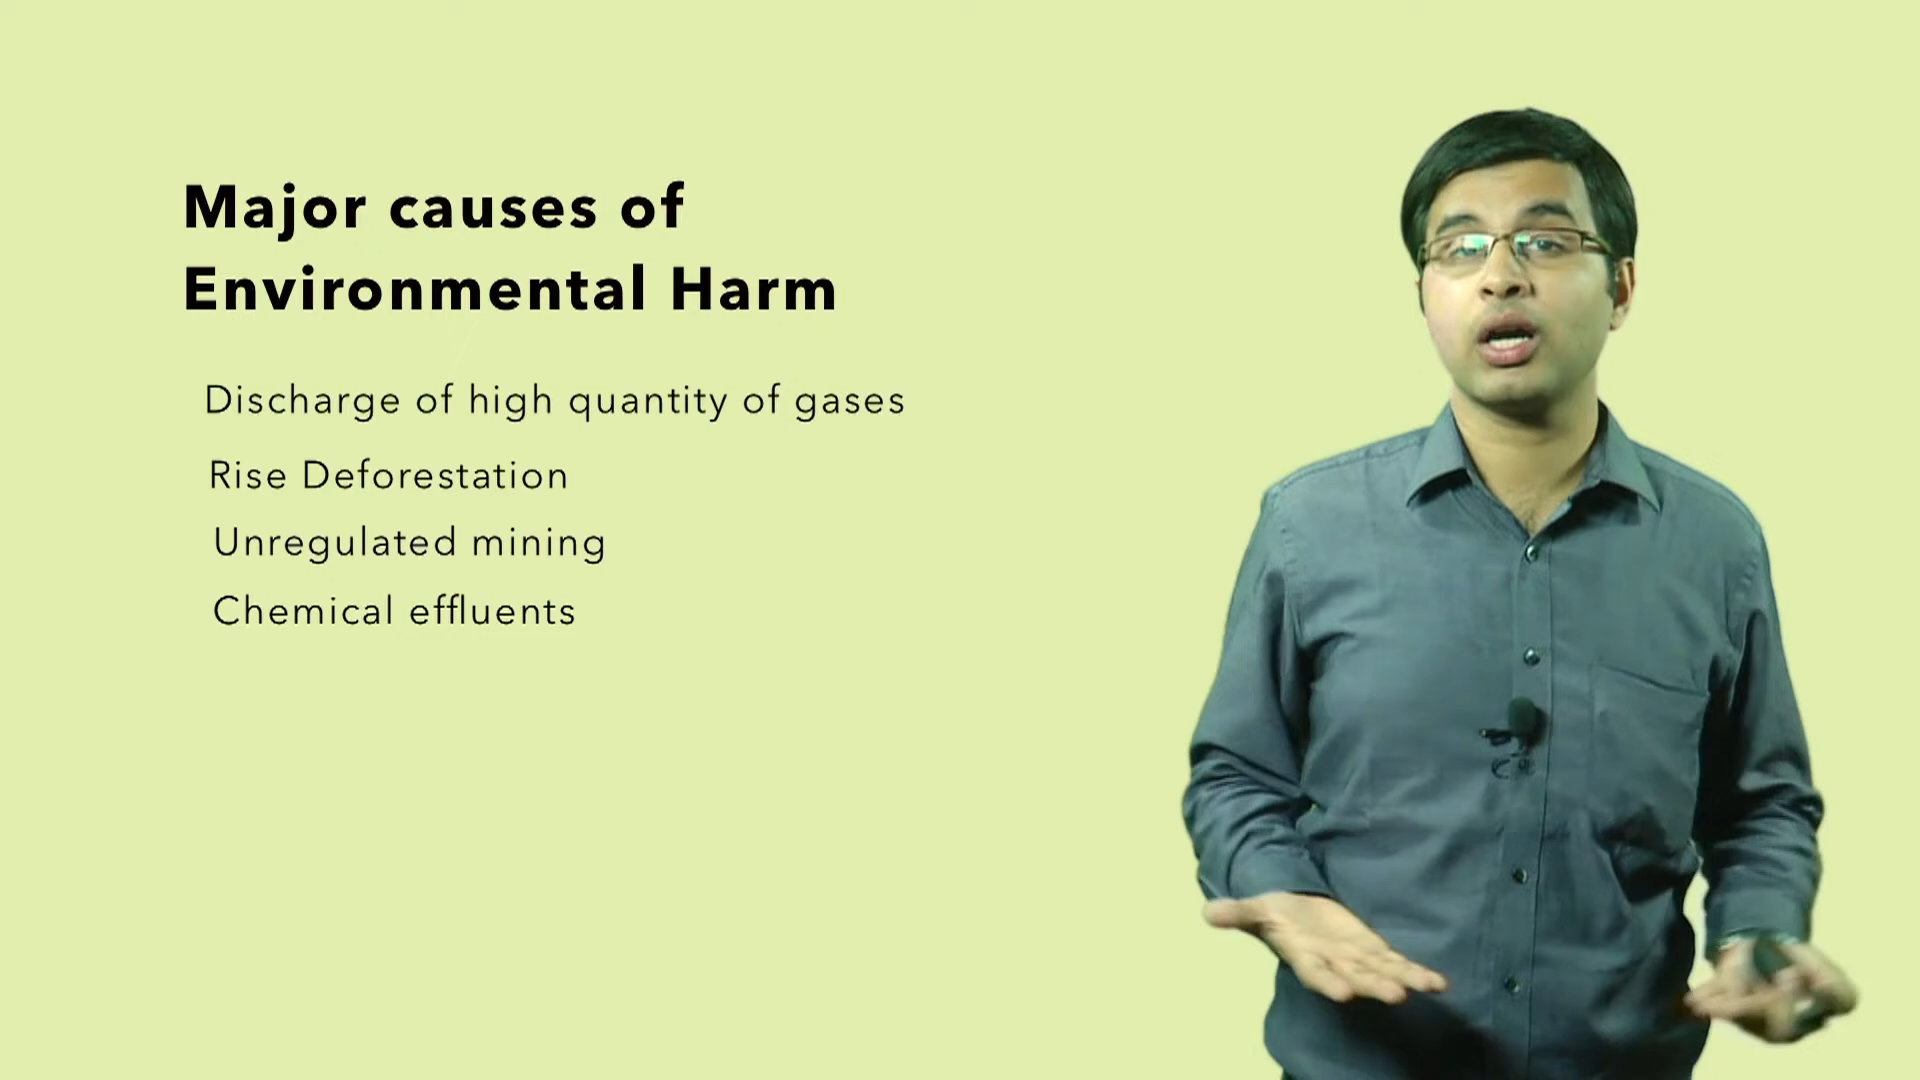 Major causes of
Environmental Harm
Discharge of high quantity of gases
Rise Deforestation
Unregulated mining
Chemical effluents